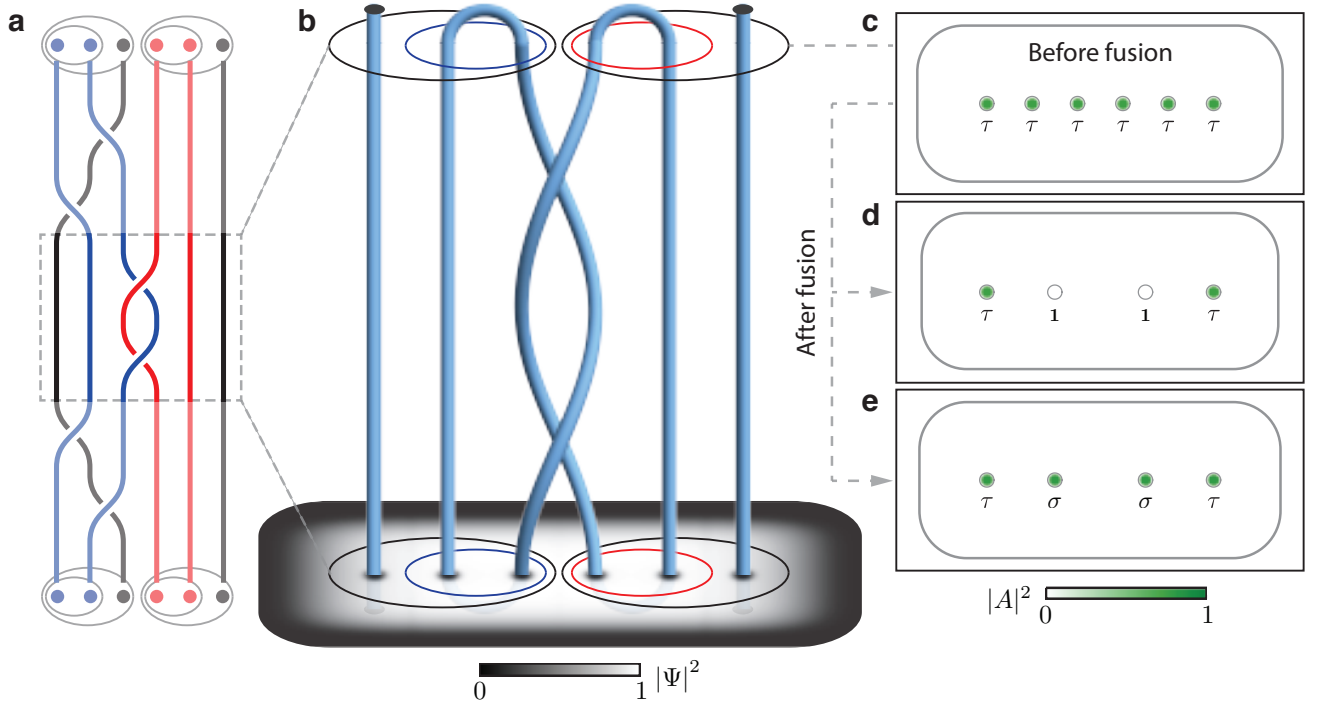 a
b
c
Before fusion
τ τ τ τ τ τ
After fusion
d
τ 1 1 τ
e
τ σ σ τ
|A|²
0 1
|Ψ|²
0 1